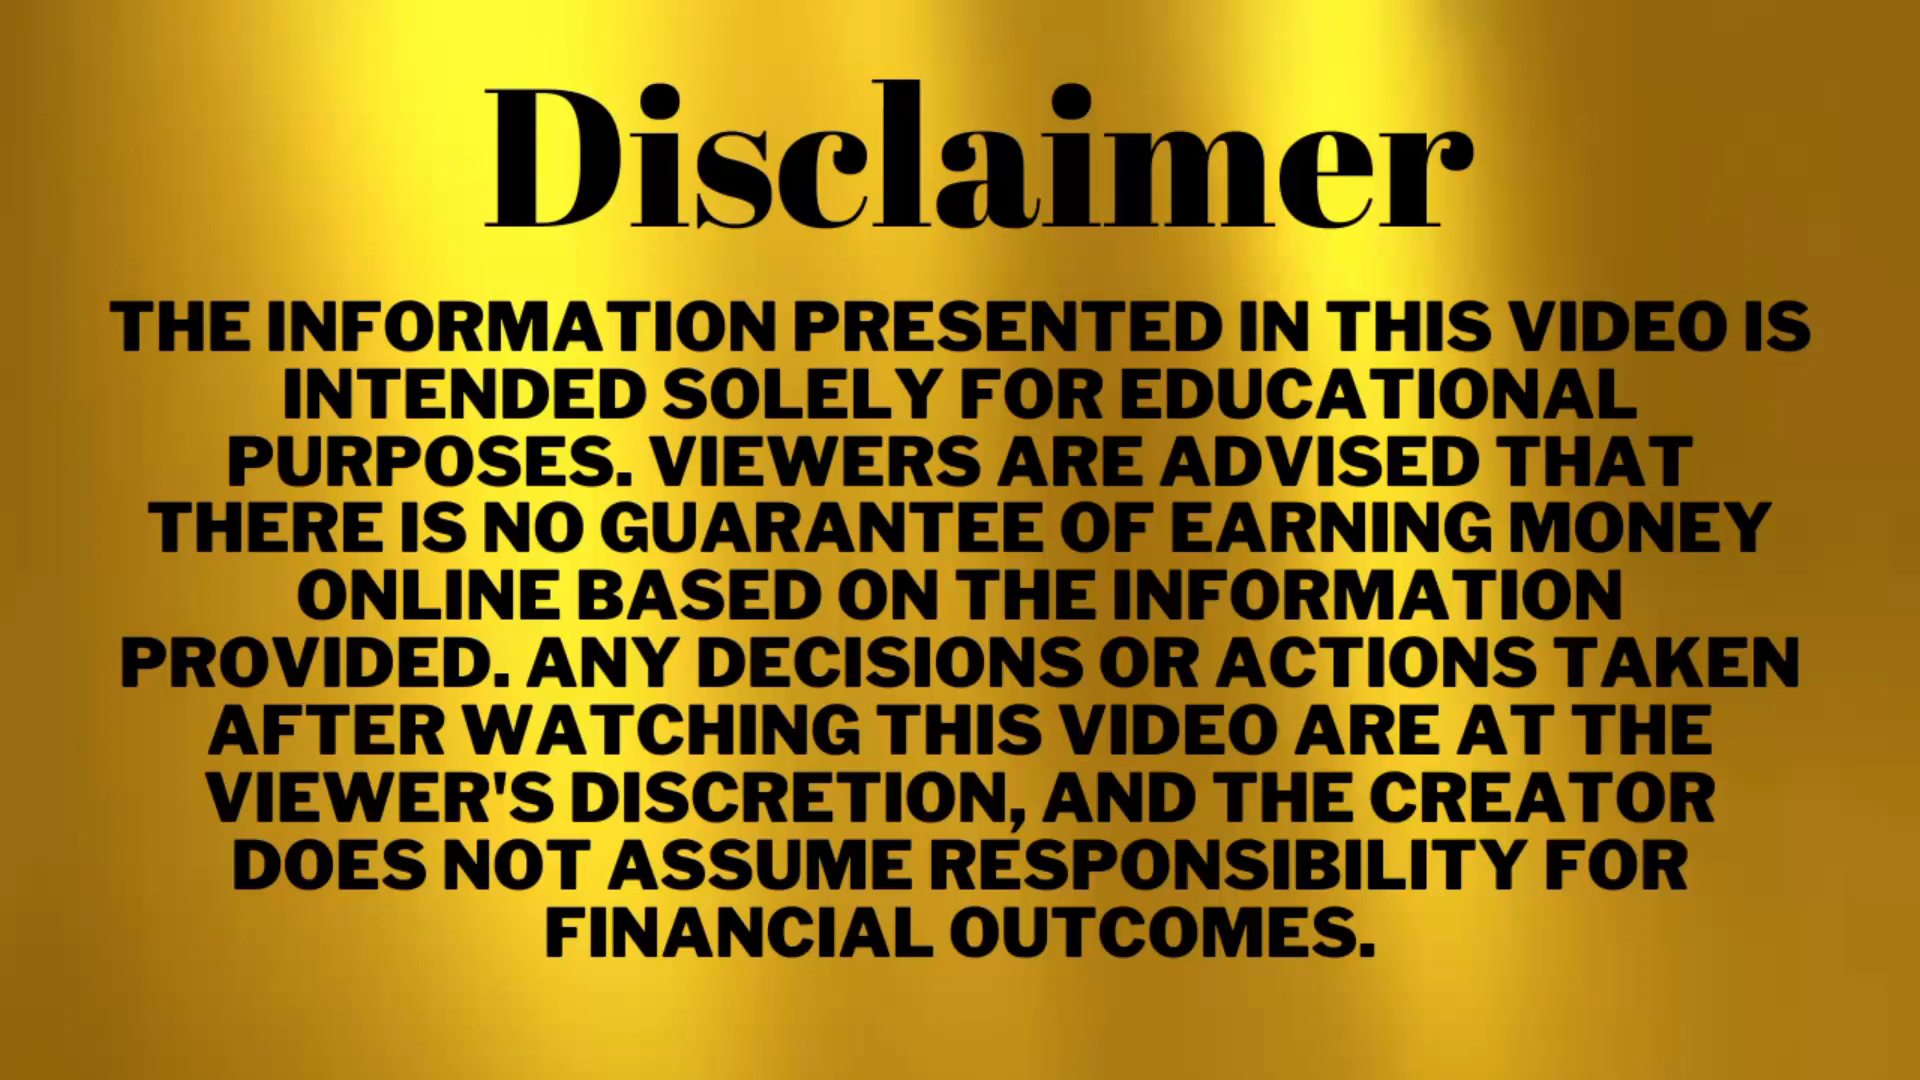 Disclaimer
THE INFORMATION PRESENTED IN THIS VIDEO IS
INTENDED SOLELY FOR EDUCATIONAL
PURPOSES. VIEWERS ARE ADVISED THAT
THERE IS NO GUARANTEE OF EARNING MONEY
ONLINE BASED ON THE INFORMATION
PROVIDED. ANY DECISIONS OR ACTIONS TAKEN
AFTER WATCHING THIS VIDEO ARE AT THE
VIEWER'S DISCRETION, AND THE CREATOR
DOES NOT ASSUME RESPONSIBILITY FOR
FINANCIAL OUTCOMES.